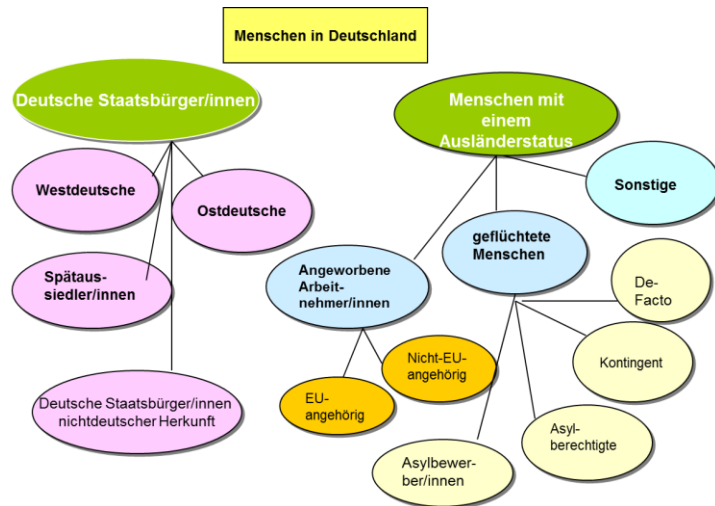 Menschen in Deutschland
Deutsche Staatsbürger/innen
Menschen mit
einem
Ausländerstatus
Westdeutsche
Ostdeutsche
Sonstige
Spätaus-
siedler/innen
Angeworbene
Arbeit-
nehmer/innen
geflüchtete
Menschen
De-
Facto
Kontingent
Nicht-EU-
angehörig
EU-
angehörig
Deutsche Staatsbürger/innen
nichtdeutscher Herkunft
Asyl-
berechtigte
Asylbewer-
ber/innen